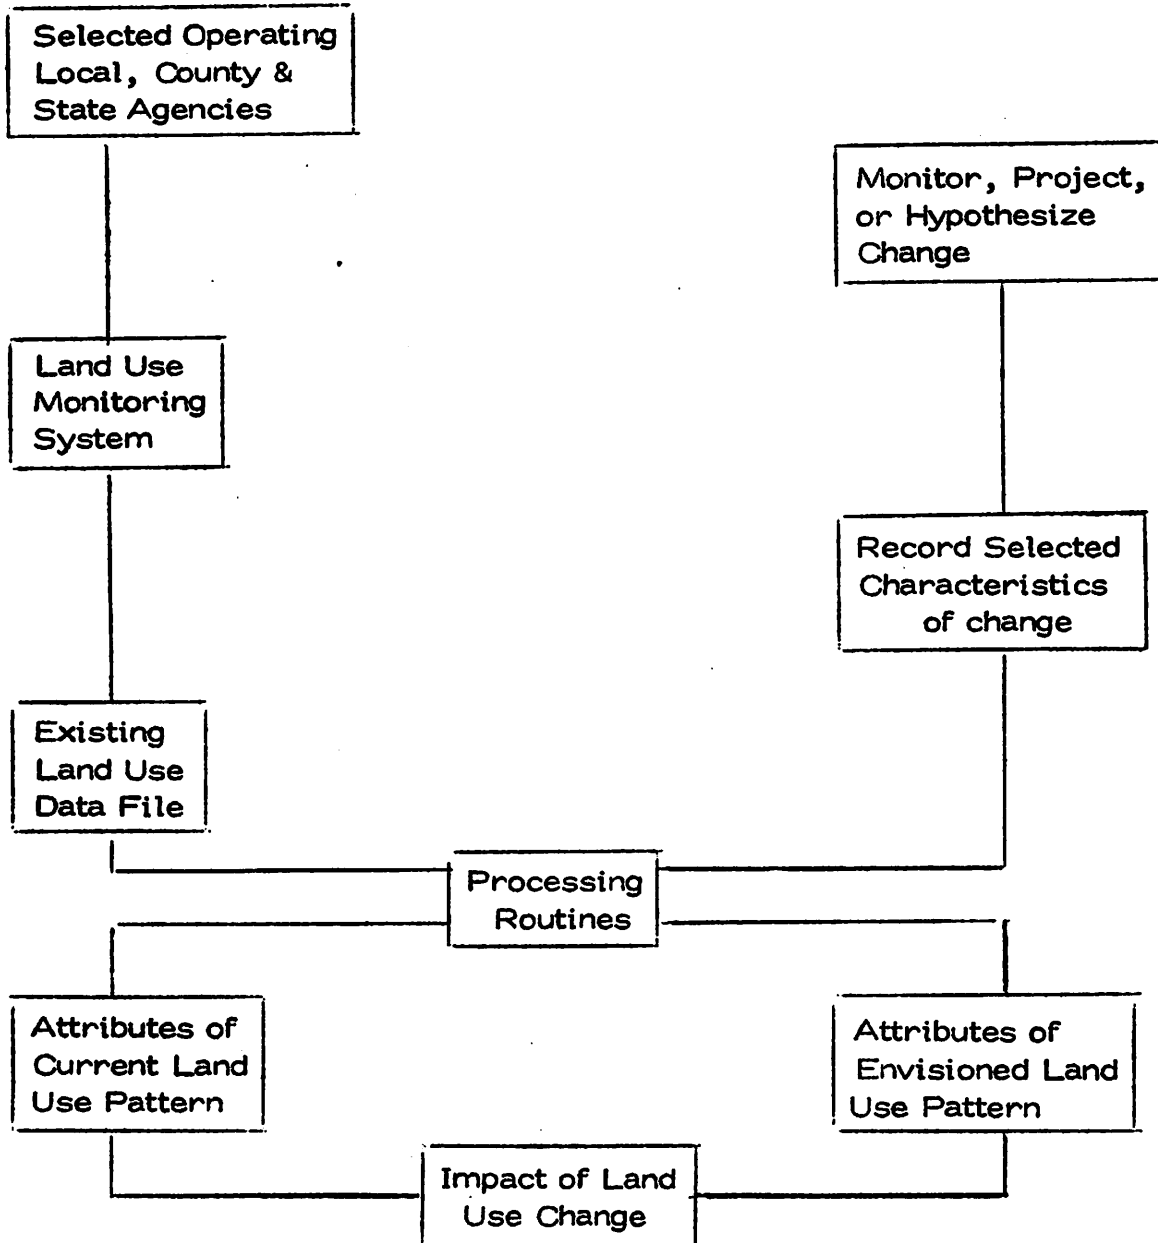 Selected Operating
Local, County &
State Agencies
Monitor, Project,
or Hypothesize
Change
Land Use
Monitoring
System
Record Selected
Characteristics
of change
Existing
Land Use
Data File
Processing
Routines
Attributes of
Current Land
Use Pattern
Attributes of
Envisioned Land
Use Pattern
Impact of Land
Use Change